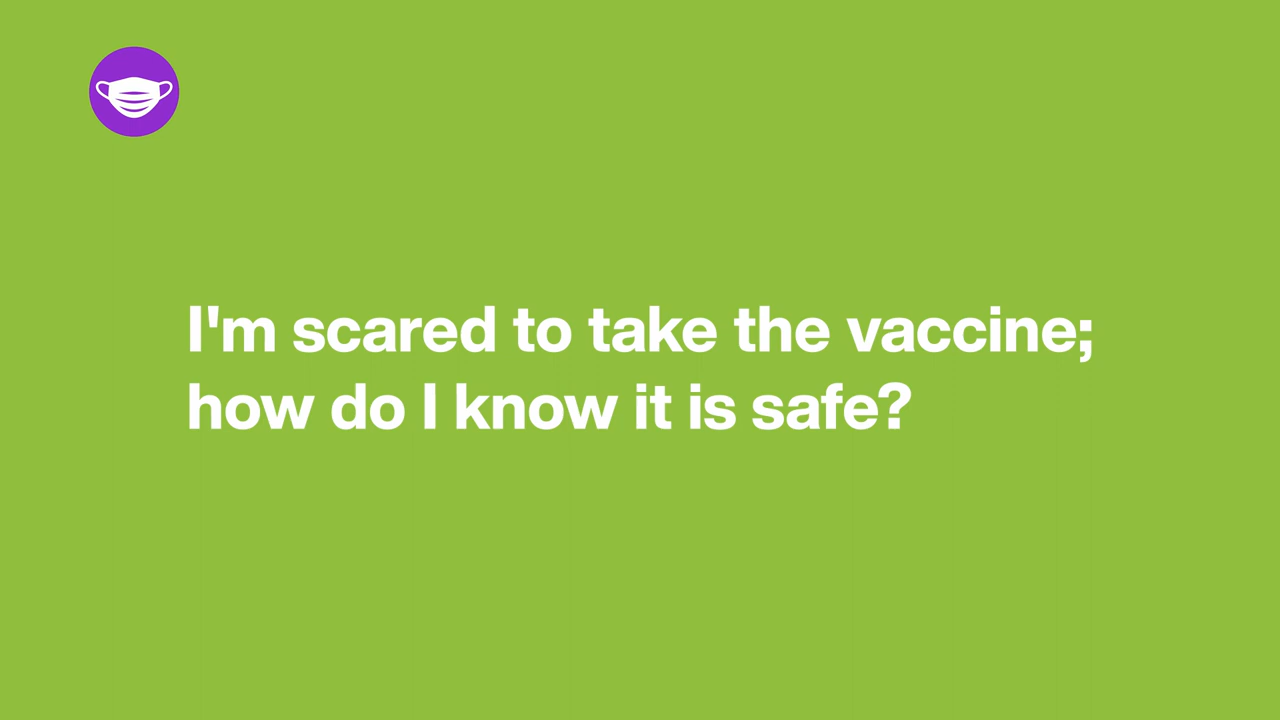 I'm scared to take the vaccine;
how do I know it is safe?